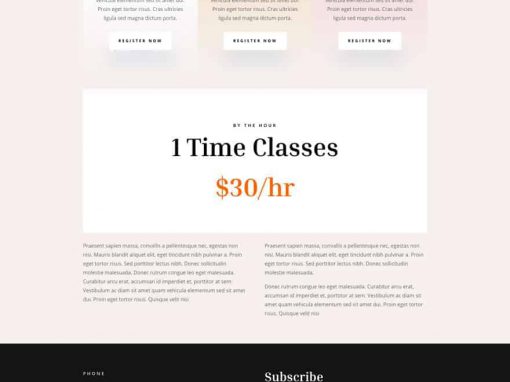 vehicula elementum sed sit amet dui.
Proin eget tortor risus. Cras ultricies
ligula sed magna dictum porta.
REGISTER NOW
vehicula elementum sed sit amet dui.
Proin eget tortor risus. Cras ultricies
ligula sed magna dictum porta.
REGISTER NOW
vehicula elementum sed sit amet dui.
Proin eget tortor risus. Cras ultricies
ligula sed magna dictum porta.
REGISTER NOW
BY THE HOUR
1 Time Classes
$30/hr
Praesent sapien massa, convallis a pellentesque nec, egestas non
nisi. Mauris blandit aliquet elit, eget tincidunt nibh pulvinar a. Proin
eget tortor risus. Sed porttitor lectus nibh. Donec sollicitudin
molestie malesuada. Donec rutrum congue leo eget malesuada.
Curabitur arcu erat, accumsan id imperdiet et, porttitor at sem.
Vestibulum ac diam sit amet quam vehicula elementum sed sit amet
dui. Proin eget tortor risus. Quisque velit nisi
Praesent sapien massa, convallis a pellentesque nec, egestas non
nisi. Mauris blandit aliquet elit, eget tincidunt nibh pulvinar a. Proin
eget tortor risus. Sed porttitor lectus nibh. Donec sollicitudin
molestie malesuada.
Donec rutrum congue leo eget malesuada. Curabitur arcu erat,
accumsan id imperdiet et, porttitor at sem. Vestibulum ac diam sit
amet quam vehicula elementum sed sit amet dui. Proin eget tortor
risus. Quisque velit nisi
PHONE
Subscribe